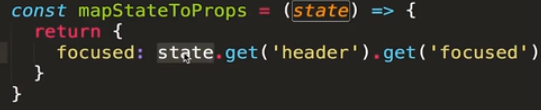 const mapStateToProps = (state) => {
return {
focused: state.get('header').get('focused')
}
}